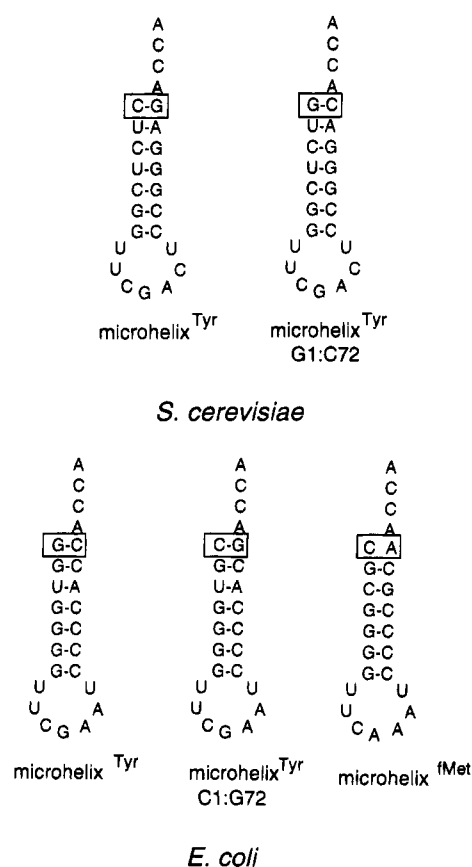 A
C
C
A
C-G
U-A
C-G
U-G
C-G
G-C
G-C
U U
U C
C G A
microhelix Tyr
A
C
C
A
G-C
U-A
C-G
U-G
C-G
G-C
G-C
U U
U C
C G A
microhelix Tyr
G1:C72
S. cerevisiae
A
C
C
A
G-C
G-C
U-A
G-C
G-C
G-C
G-C
U U
U A
C G A
microhelix Tyr
A
C
C
A
C-G
G-C
U-A
G-C
G-C
G-C
G-C
U U
U A
C G A
microhelix Tyr
C1:G72
A
C
C
A
C A
G-C
C-G
G-C
G-C
G-C
G-C
U U
U A
C A A
microhelix fMet
E. coli